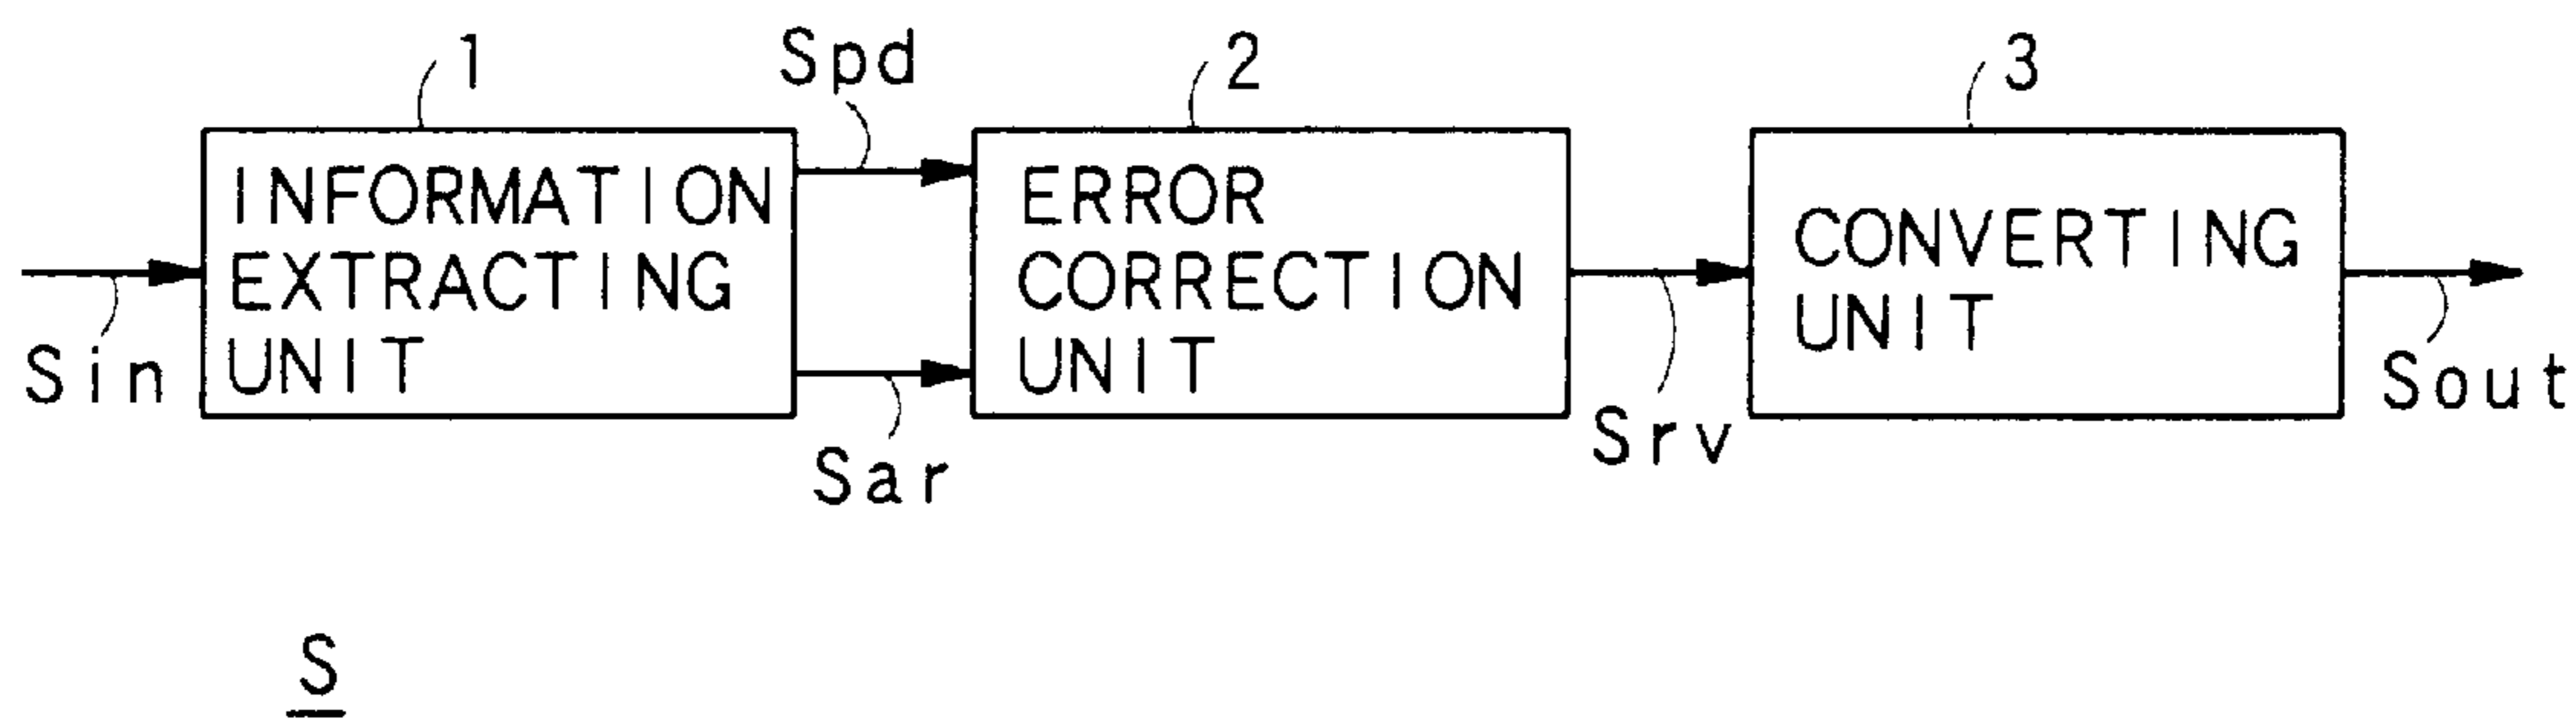 1
Spd
2
3
INFORMATION
EXTRACTING
UNIT
ERROR
CORRECTION
UNIT
CONVERTING
UNIT
Sin
Sar
Srv
Sout
S